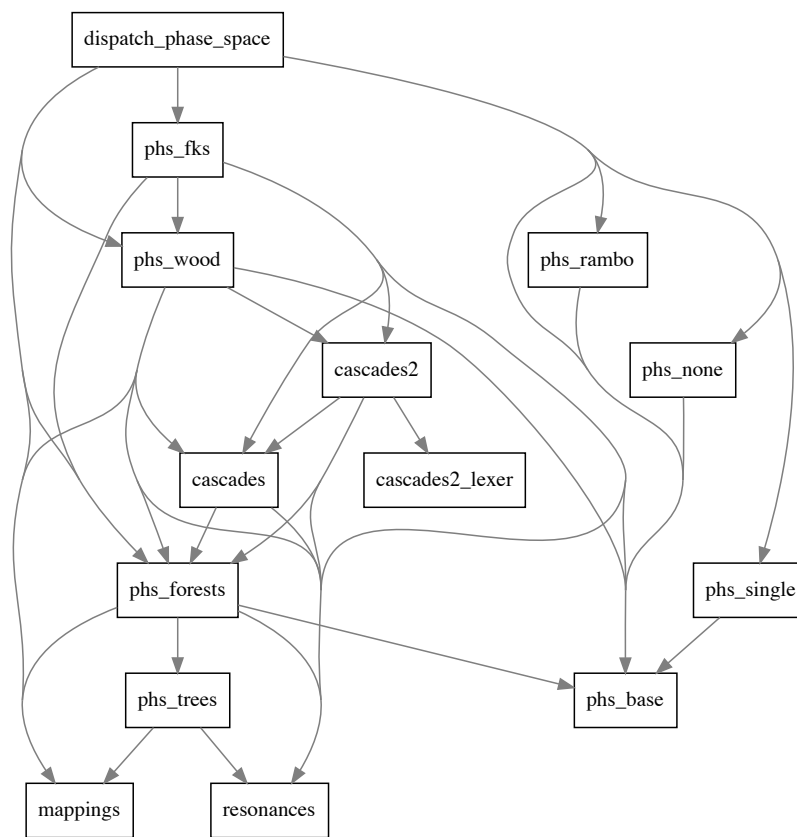 dispatch_phase_space
phs_fks
phs_wood
phs_rambo
cascades2
phs_none
cascades
cascades2_lexer
phs_forests
phs_single
phs_trees
phs_base
mappings
resonances